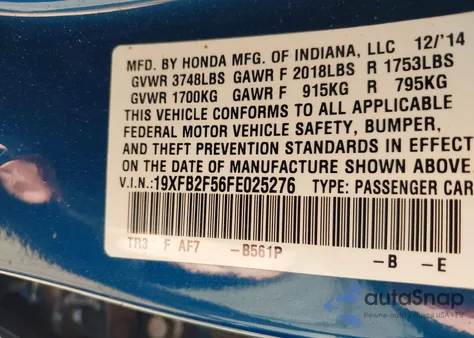 MFD. BY HONDA MFG. OF INDIANA, LLC 12/'14
GVWR 3748LBS GAWR F 2018LBS R 1753LBS
GVWR 1700KG GAWR F 915KG R 795KG
THIS VEHICLE CONFORMS TO ALL APPLICABLE
FEDERAL MOTOR VEHICLE SAFETY, BUMPER,
AND THEFT PREVENTION STANDARDS IN EFFECT
ON THE DATE OF MANUFACTURE SHOWN ABOVE.
V.I.N.:19XFB2F56FE025276 TYPE: PASSENGER CAR
TR3 F AF7 -B561P -B -E
autoSnap